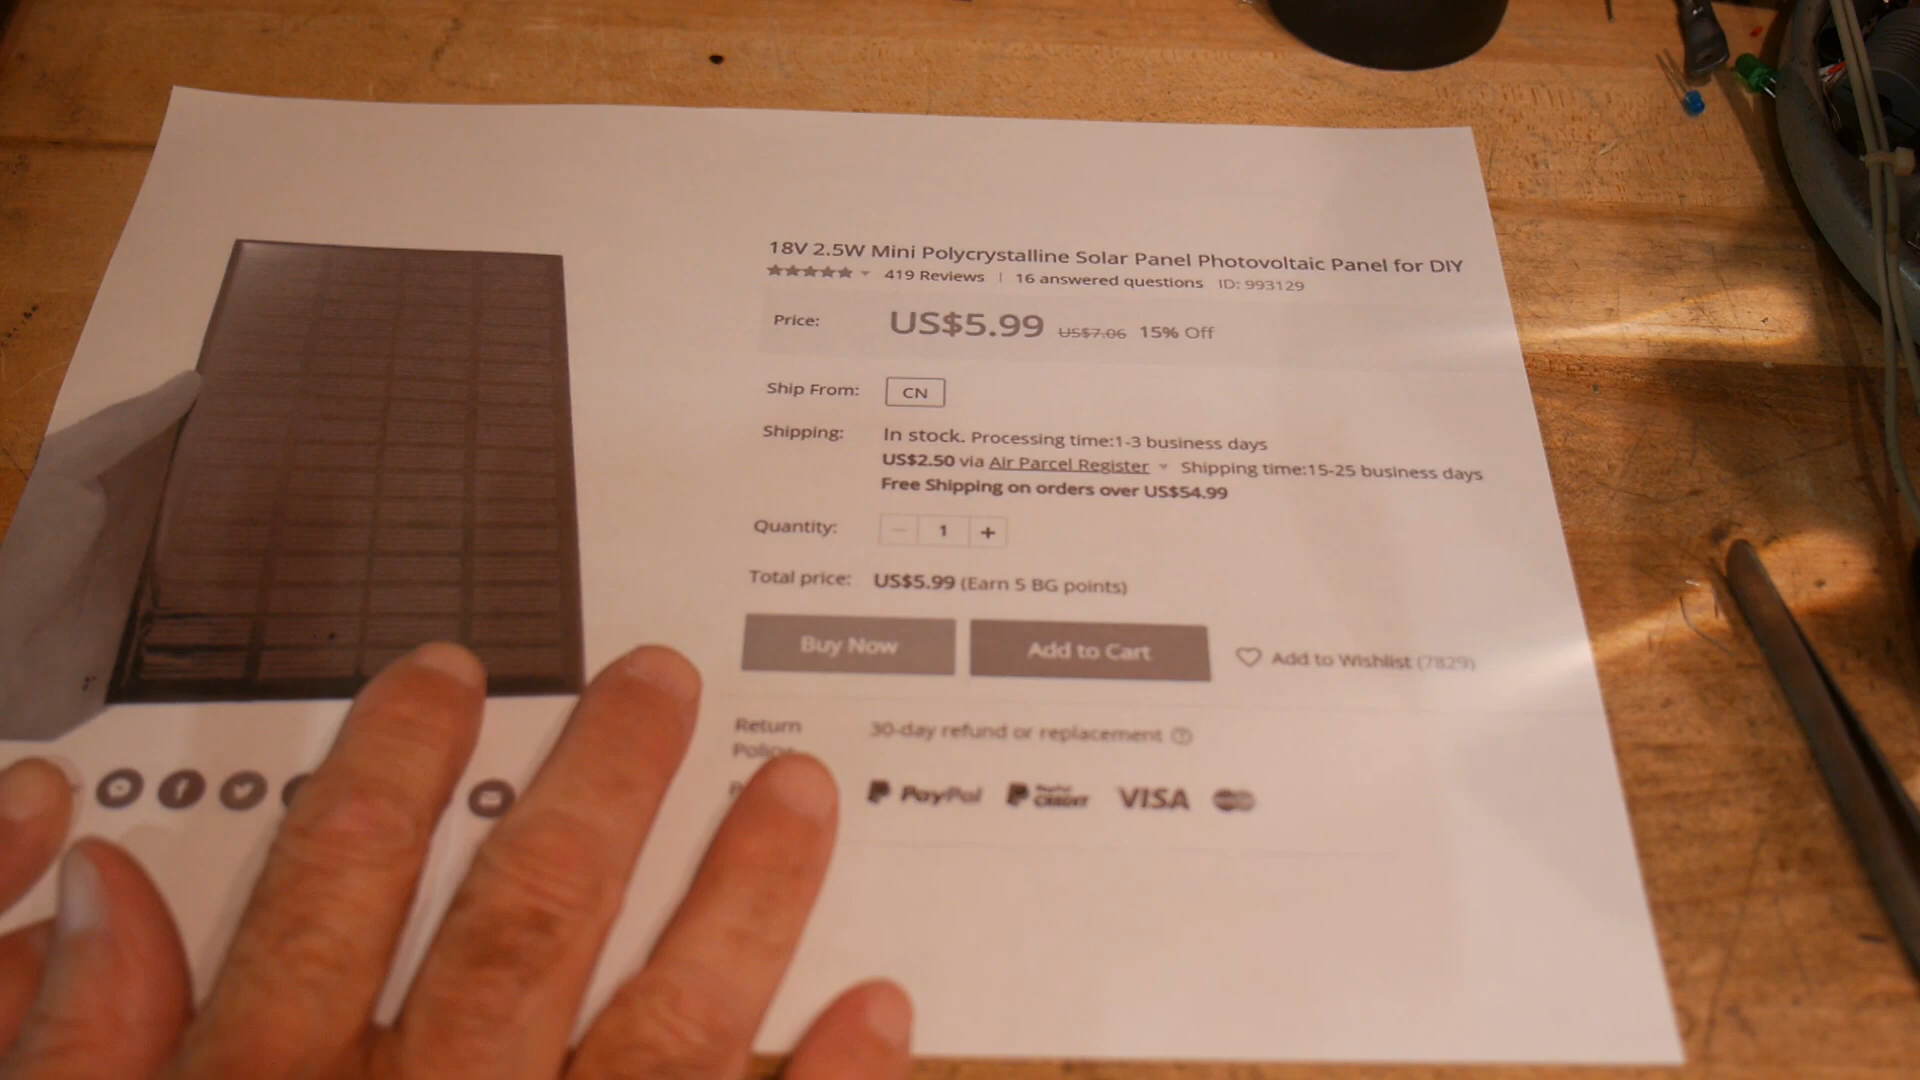 18V 2.5W Mini Polycrystalline Solar Panel Photovoltaic Panel for DIY
419 Reviews | 16 answered questions ID: 993129
Price: US$5.99 US$7.06 15% Off
Ship From: CN
Shipping: In stock. Processing time:1-3 business days
US$2.50 via Air Parcel Register Shipping time:15-25 business days
Free Shipping on orders over US$54.99
Quantity: − 1 +
Total price: US$5.99 (Earn 5 BG points)
Buy Now Add to Cart Add to Wishlist (7829)
Return 30-day refund or replacement ?
Policy
PayPal PayPal CREDIT VISA